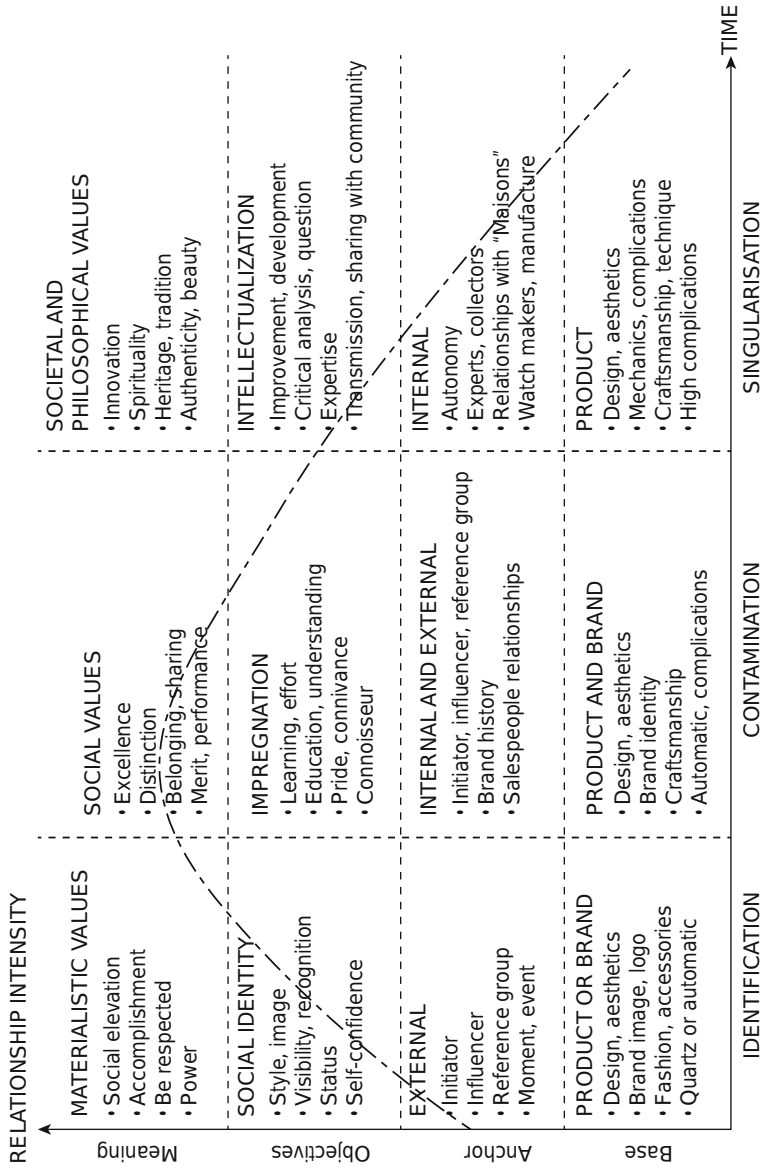 RELATIONSHIP INTENSITY
Meaning
MATERIALISTIC VALUES
• Social elevation
• Accomplishment
• Be respected
• Power
SOCIAL VALUES
• Excellence
• Distinction
• Belonging, sharing
• Merit, performance
SOCIETAL AND
PHILOSOPHICAL VALUES
• Innovation
• Spirituality
• Heritage, tradition
• Authenticity, beauty
Objectives
SOCIAL IDENTITY
• Style, image
• Visibility, recognition
• Status
• Self-confidence
IMPREGNATION
• Learning, effort
• Education, understanding
• Pride, connivance
• Connoisseur
INTELLECTUALIZATION
• Improvement, development
• Critical analysis, question
• Expertise
• Transmission, sharing with community
Anchor
EXTERNAL
• Initiator
• Influencer
• Reference group
• Moment, event
INTERNAL AND EXTERNAL
• Initiator, influencer, reference group
• Brand history
• Salespeople relationships
INTERNAL
• Autonomy
• Experts, collectors
• Relationships with “Maisons”
• Watch makers, manufacture
Base
PRODUCT OR BRAND
• Design, aesthetics
• Brand image, logo
• Fashion, accessories
• Quartz or automatic
PRODUCT AND BRAND
• Design, aesthetics
• Brand identity
• Craftsmanship
• Automatic, complications
PRODUCT
• Design, aesthetics
• Mechanics, complications
• Craftsmanship, technique
• High complications
TIME
IDENTIFICATION
CONTAMINATION
SINGULARISATION